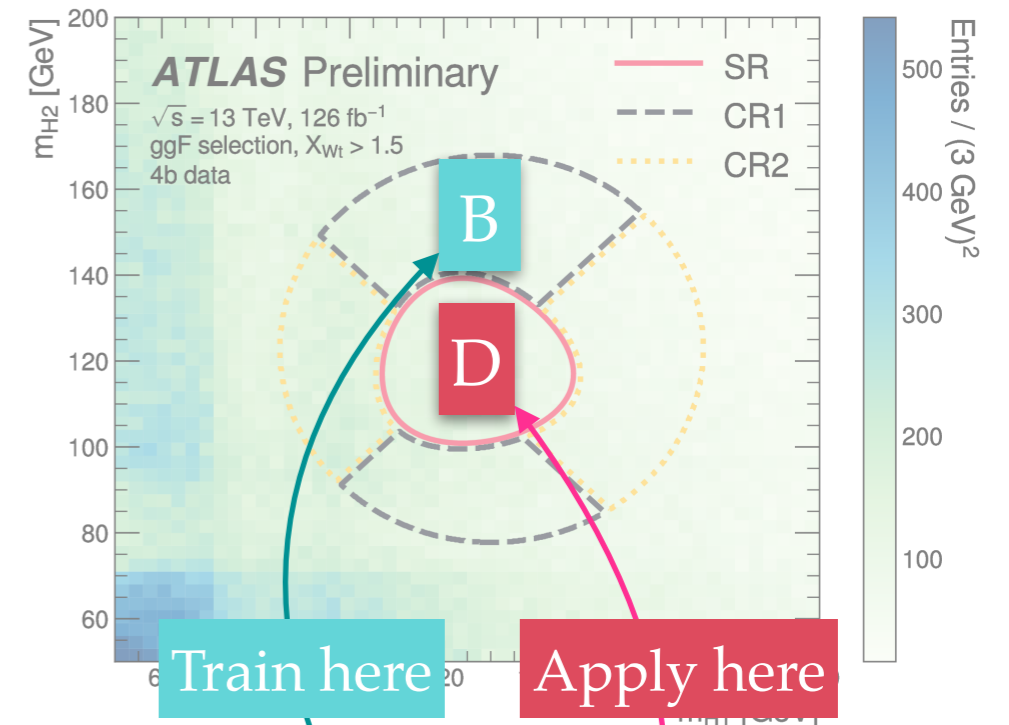 200
180
160
140
120
100
80
60
m_H2 [GeV]
ATLAS Preliminary
√s = 13 TeV, 126 fb⁻¹
ggF selection, X_Wt > 1.5
4b data
SR
CR1
CR2
B
D
Train here
Apply here
500
400
300
200
100
Entries / (3 GeV)²